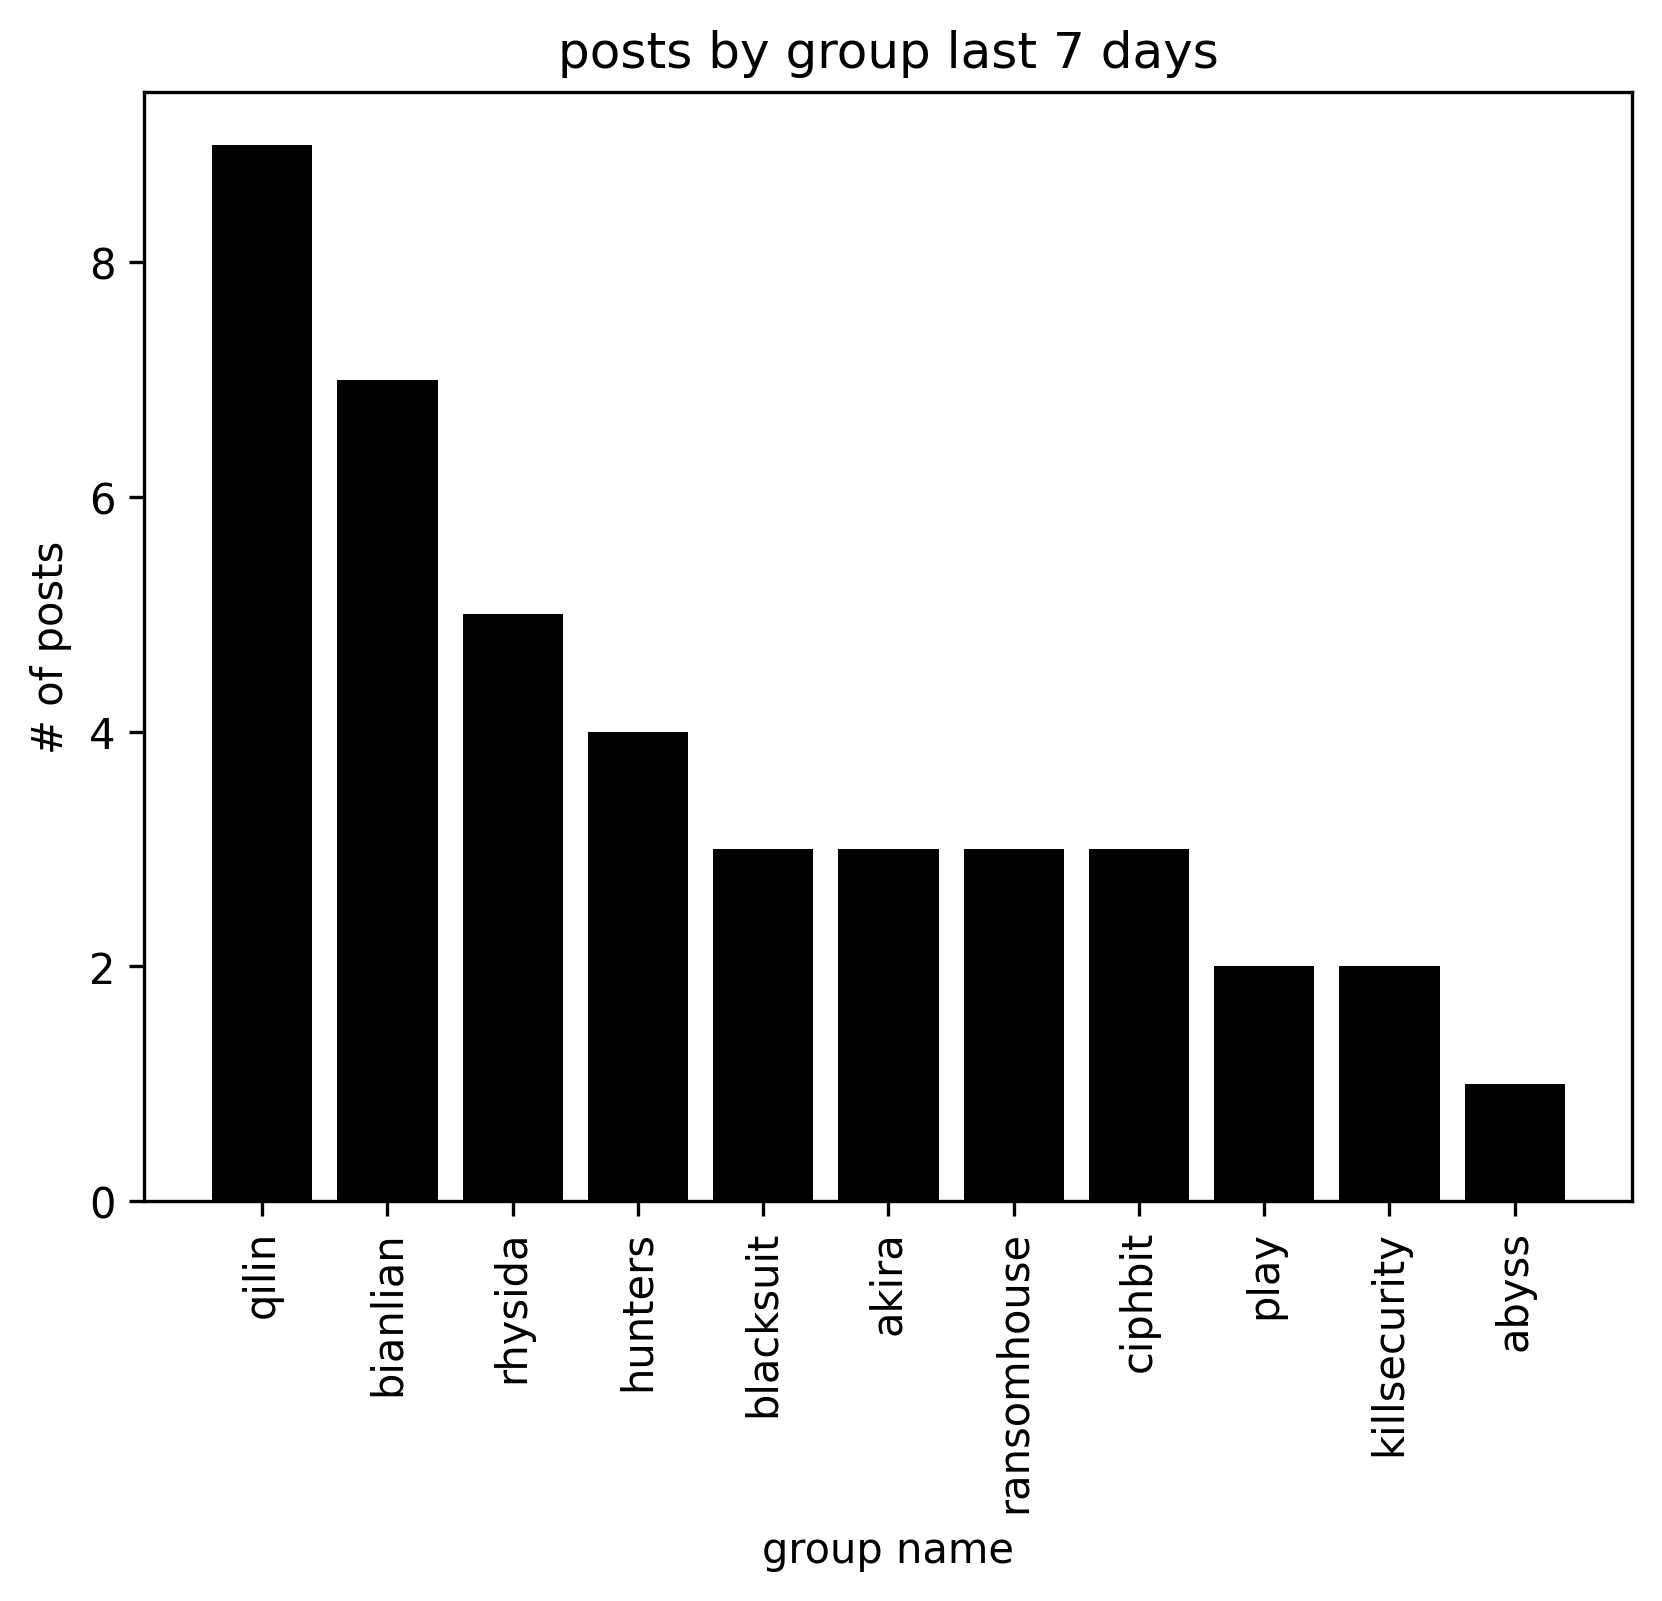 posts by group last 7 days
# of posts
8
6
4
2
0
qilin
bianlian
rhysida
hunters
blacksuit
akira
ransomhouse
ciphbit
play
killsecurity
abyss
group name